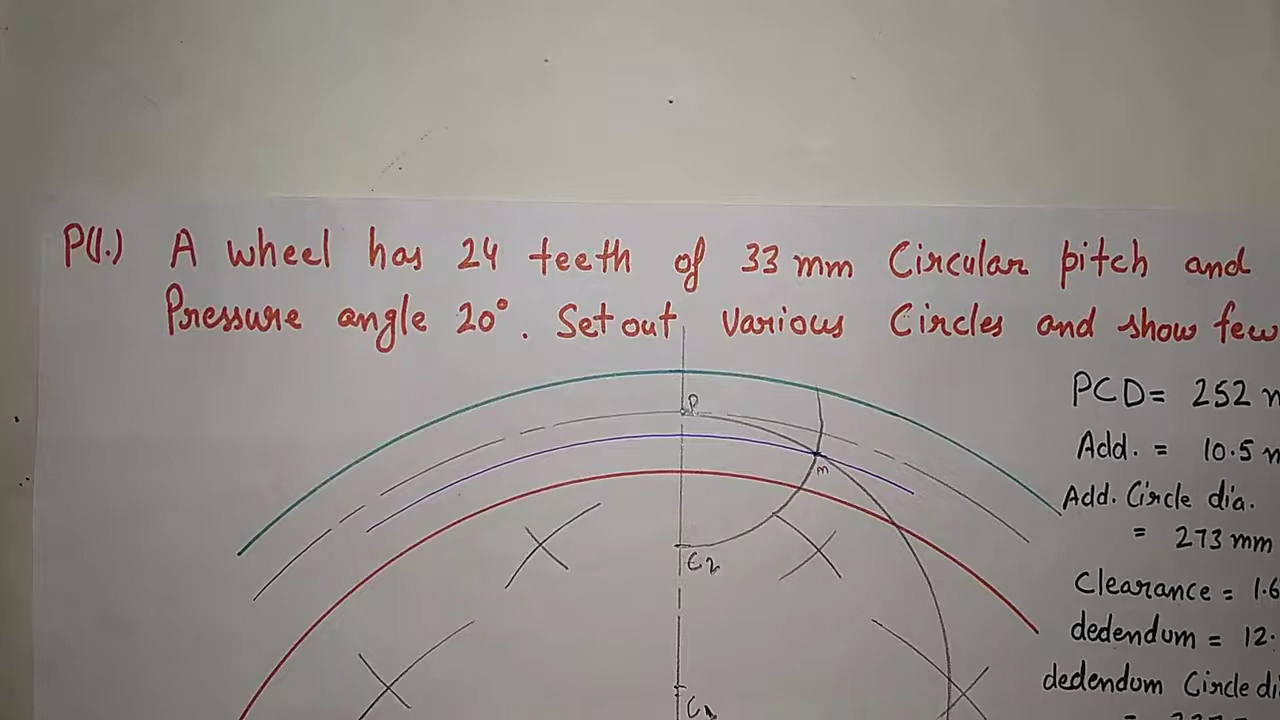 P(1.) A wheel has 24 teeth of 33 mm Circular pitch and
Pressure angle 20°. Set out various Circles and show few
PCD= 252 m
Add. = 10.5 m
Add. Circle dia.
= 273 mm
Clearance = 1.6
dedendum = 12.
dedendum Circle di
P
m
C2
C1